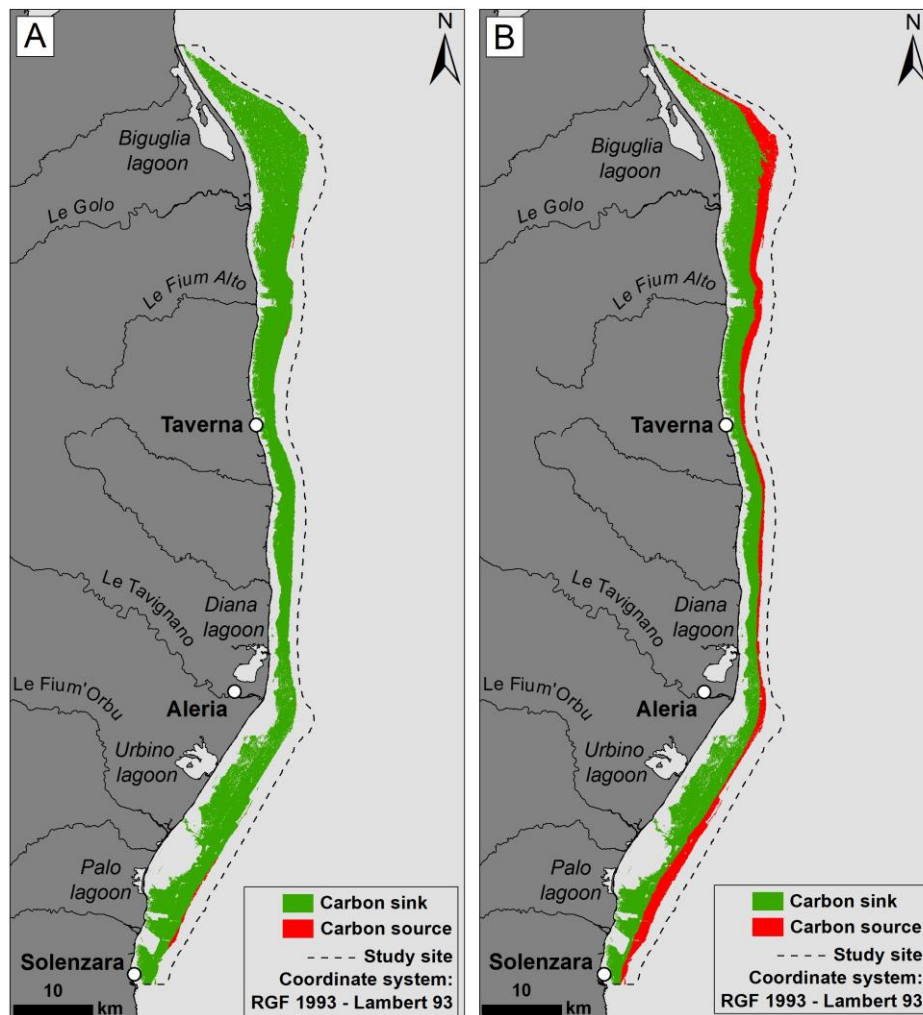 A
N
Biguglia
lagoon
Le Golo
Le Fium Alto
Taverna
Le Tavignano
Diana
lagoon
Le Fium'Orbu
Aleria
Urbino
lagoon
Palo
lagoon
Solenzara
10
km
Carbon sink
Carbon source
Study site
Coordinate system:
RGF 1993 - Lambert 93
B
N
Biguglia
lagoon
Le Golo
Le Fium Alto
Taverna
Le Tavignano
Diana
lagoon
Le Fium'Orbu
Aleria
Urbino
lagoon
Palo
lagoon
Solenzara
10
km
Carbon sink
Carbon source
Study site
Coordinate system:
RGF 1993 - Lambert 93